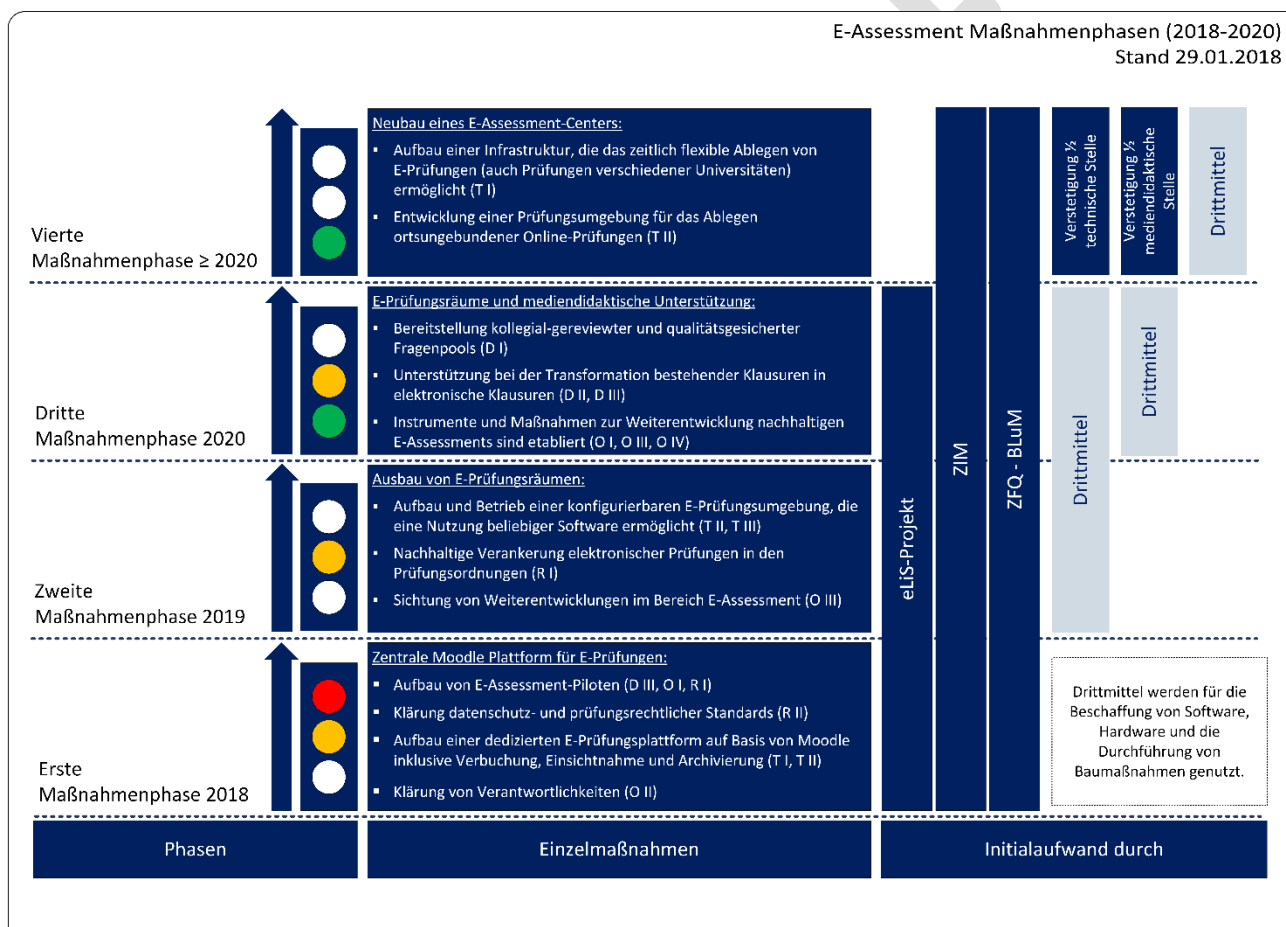 E-Assessment Maßnahmenphasen (2018-2020)
Stand 29.01.2018
Vierte
Maßnahmenphase ≥ 2020
Neubau eines E-Assessment-Centers:
▪ Aufbau einer Infrastruktur, die das zeitlich flexible Ablegen von
E-Prüfungen (auch Prüfungen verschiedener Universitäten)
ermöglicht (T I)
▪ Entwicklung einer Prüfungsumgebung für das Ablegen
ortsungebundener Online-Prüfungen (T II)
Verstetigung ½
technische Stelle
Verstetigung ½
mediendidaktische
Stelle
Drittmittel
Dritte
Maßnahmenphase 2020
E-Prüfungsräume und mediendidaktische Unterstützung:
▪ Bereitstellung kollegial-gereviewter und qualitätsgesicherter
Fragenpools (D I)
▪ Unterstützung bei der Transformation bestehender Klausuren in
elektronische Klausuren (D II, D III)
▪ Instrumente und Maßnahmen zur Weiterentwicklung nachhaltigen
E-Assessments sind etabliert (O I, O III, O IV)
Drittmittel
Drittmittel
eLiS-Projekt
ZIM
ZFQ - BLuM
Zweite
Maßnahmenphase 2019
Ausbau von E-Prüfungsräumen:
▪ Aufbau und Betrieb einer konfigurierbaren E-Prüfungsumgebung, die
eine Nutzung beliebiger Software ermöglicht (T II, T III)
▪ Nachhaltige Verankerung elektronischer Prüfungen in den
Prüfungsordnungen (R I)
▪ Sichtung von Weiterentwicklungen im Bereich E-Assessment (O III)
Erste
Maßnahmenphase 2018
Zentrale Moodle Plattform für E-Prüfungen:
▪ Aufbau von E-Assessment-Piloten (D III, O I, R I)
▪ Klärung datenschutz- und prüfungsrechtlicher Standards (R II)
▪ Aufbau einer dedizierten E-Prüfungsplattform auf Basis von Moodle
inklusive Verbuchung, Einsichtnahme und Archivierung (T I, T II)
▪ Klärung von Verantwortlichkeiten (O II)
Drittmittel werden für die
Beschaffung von Software,
Hardware und die
Durchführung von
Baumaßnahmen genutzt.
Phasen
Einzelmaßnahmen
Initialaufwand durch